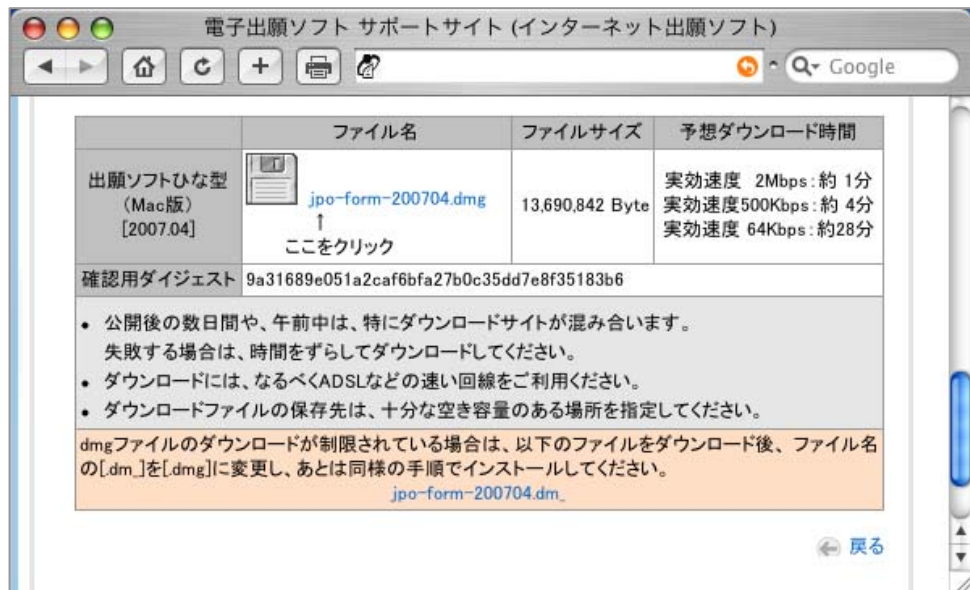 電子出願ソフト サポートサイト (インターネット出願ソフト)
Google
ファイル名
ファイルサイズ
予想ダウンロード時間
出願ソフトひな型
(Mac版)
[2007.04]
jpo-form-200704.dmg
↑
ここをクリック
13,690,842 Byte
実効速度 2Mbps:約 1分
実効速度500Kbps:約 4分
実効速度 64Kbps:約28分
確認用ダイジェスト
9a31689e051a2caf6bfa27b0c35dd7e8f35183b6
• 公開後の数日間や、午前中は、特にダウンロードサイトが混み合います。
失敗する場合は、時間をずらしてダウンロードしてください。
• ダウンロードには、なるべくADSLなどの速い回線をご利用ください。
• ダウンロードファイルの保存先は、十分な空き容量のある場所を指定してください。
dmgファイルのダウンロードが制限されている場合は、以下のファイルをダウンロード後、ファイル名
の[.dm_]を[.dmg]に変更し、あとは同様の手順でインストールしてください。
jpo-form-200704.dm_
戻る